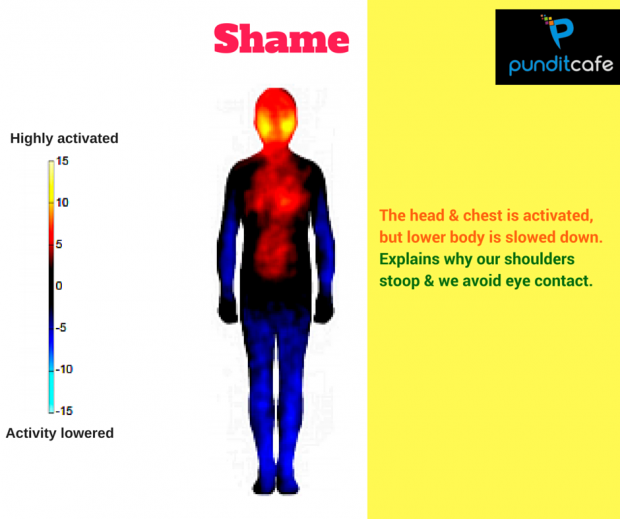 Shame
punditcafe
Highly activated
15
10
5
0
-5
-10
-15
Activity lowered
The head & chest is activated,
but lower body is slowed down.
Explains why our shoulders
stoop & we avoid eye contact.